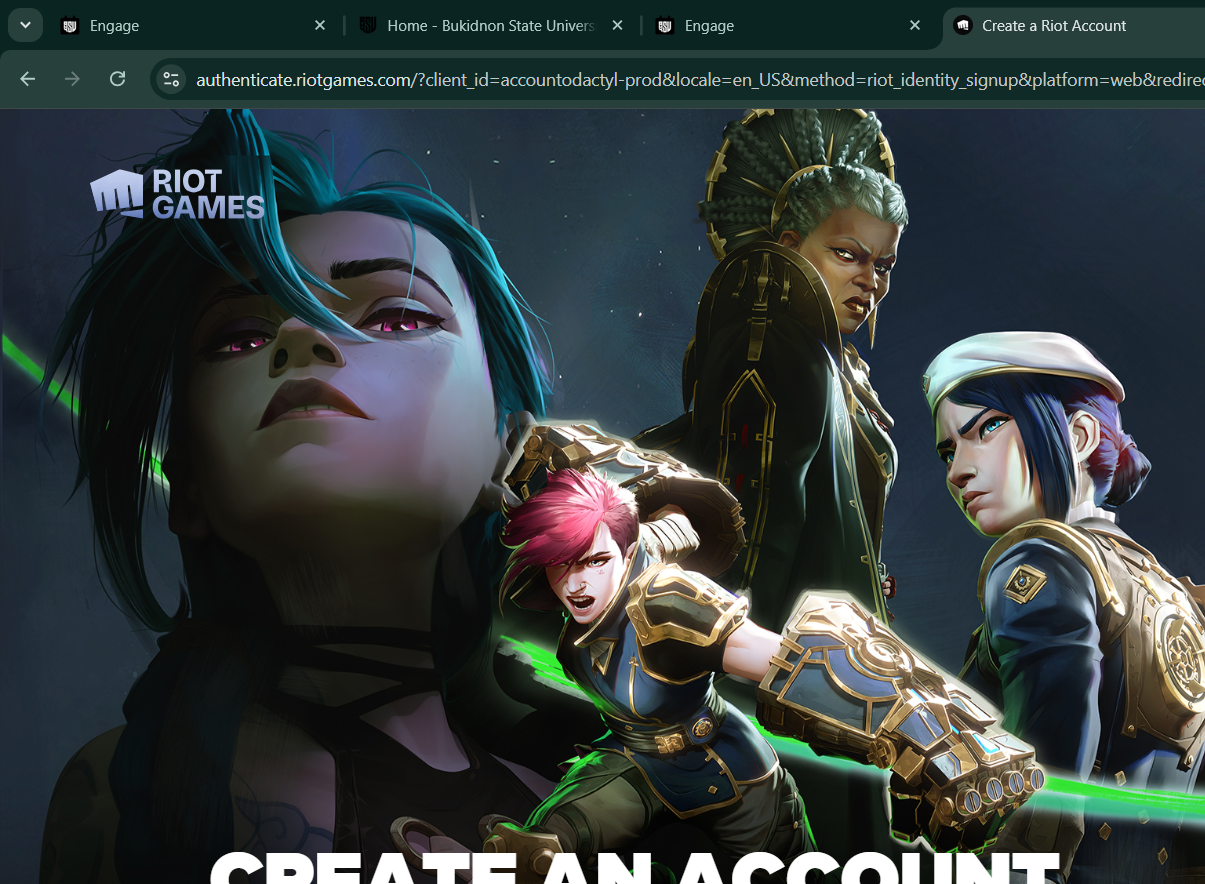 Engage
Home - Bukidnon State Univers
Engage
Create a Riot Account
authenticate.riotgames.com/?client_id=accountodactyl-prod&locale=en_US&method=riot_identity_signup&platform=web&redirec
RIOT
GAMES
CREATE AN ACCOUNT